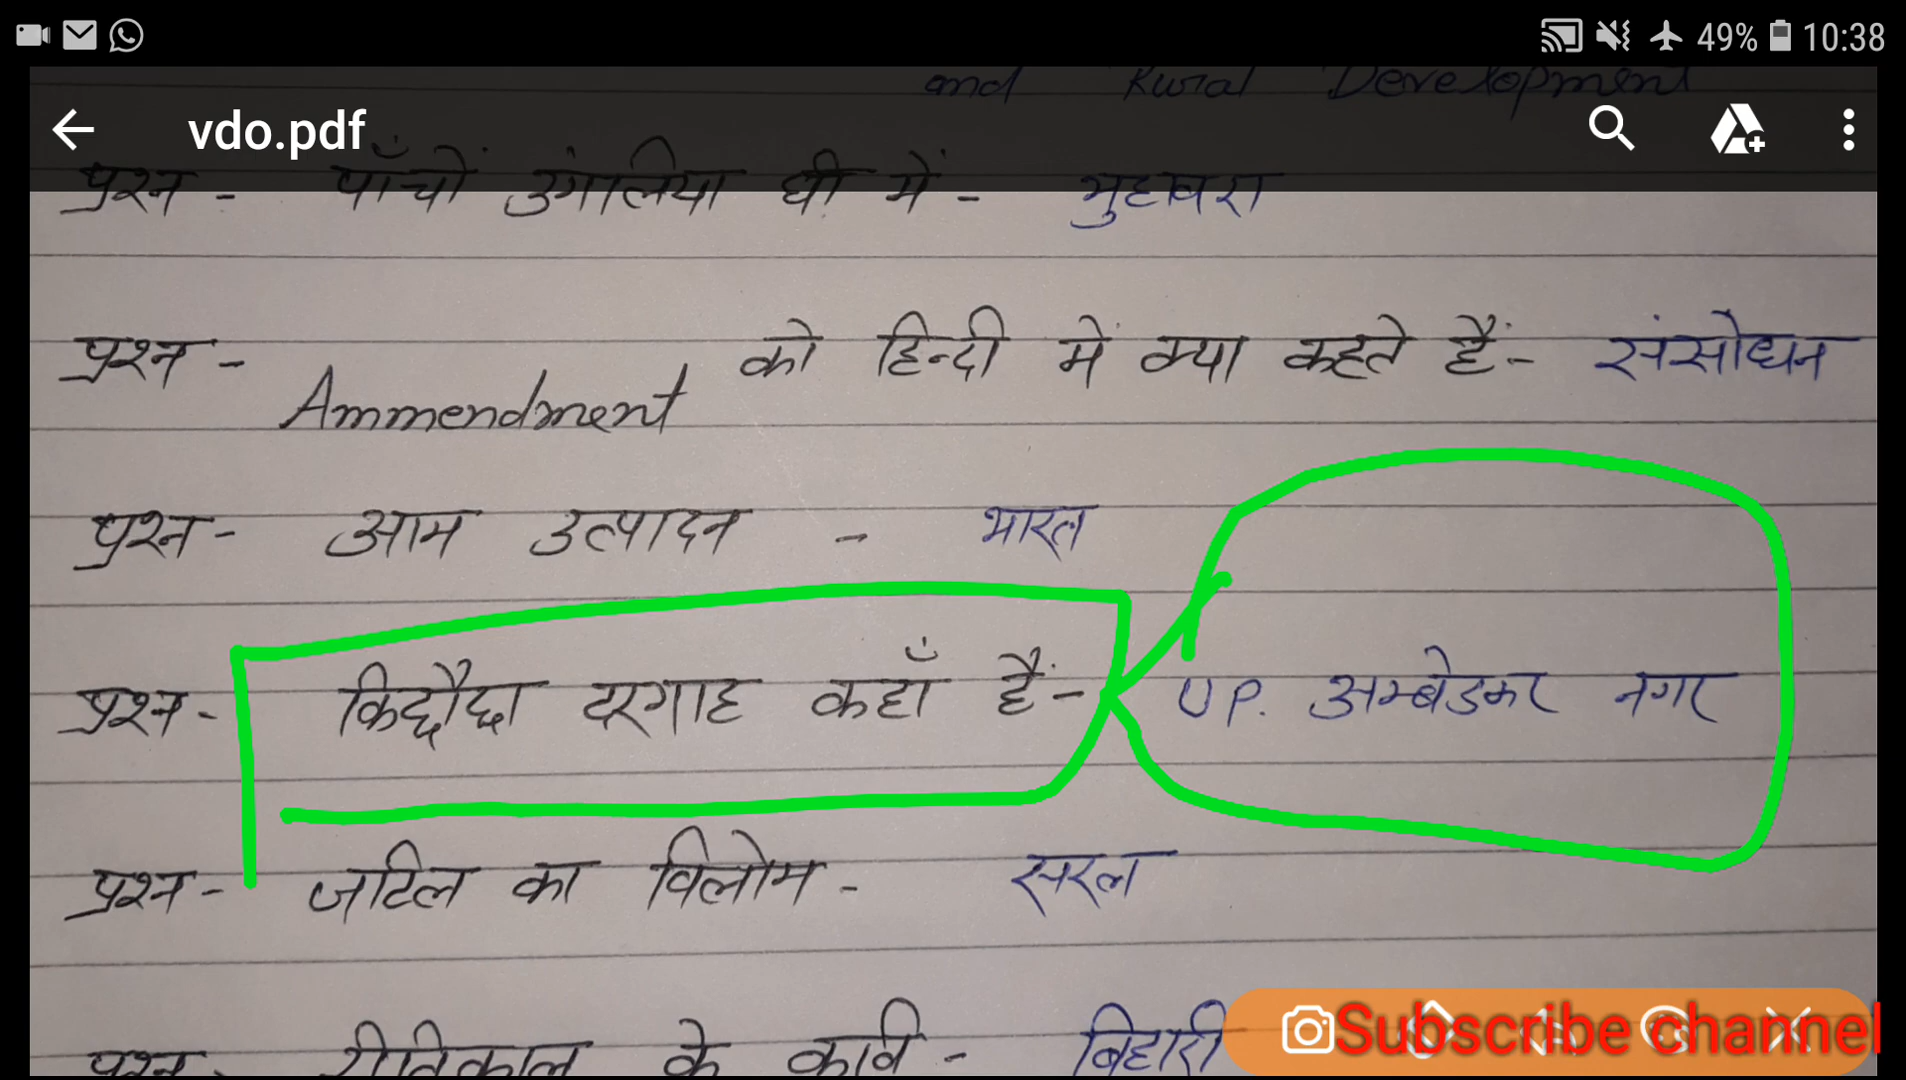 49% 10:38
and Rural Development
vdo.pdf
प्रश्न - पाँचों उंगलिया घी में - मुहावरा
प्रश्न - Ammendment को हिन्दी में क्या कहते हैं - संसोधन
प्रश्न - आम उत्पादन - भारत
प्रश्न - किछौछा दरगाह कहाँ हैं - UP. अम्बेडकर नगर
प्रश्न - जटिल का विलोम - सरल
प्रश्न - रीतिकाल के कवि - बिहारी
Subscribe channel